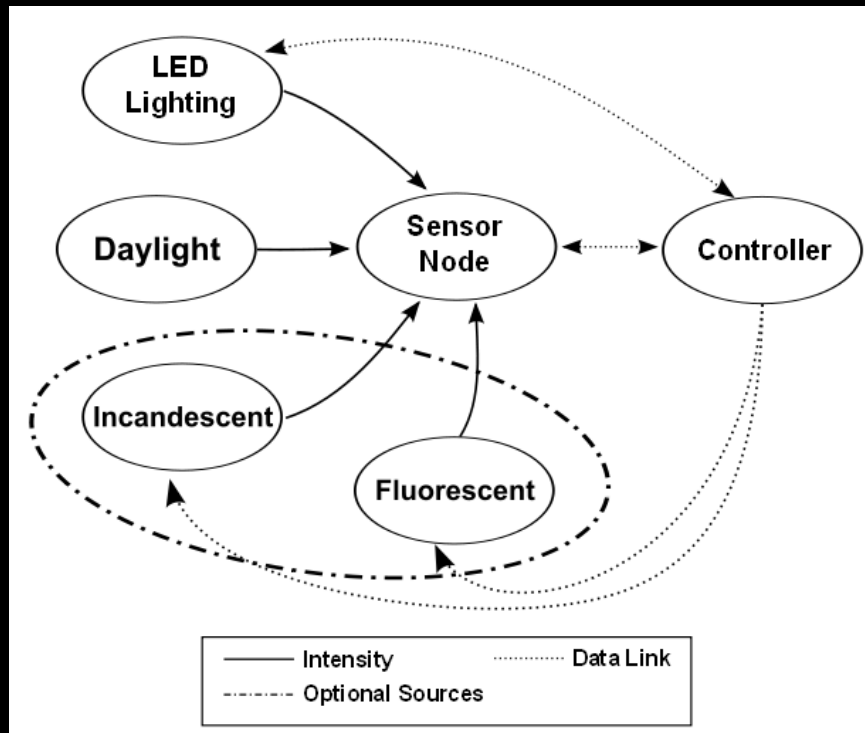 LED
Lighting
Daylight
Sensor
Node
Controller
Incandescent
Fluorescent
Intensity
Data Link
Optional Sources